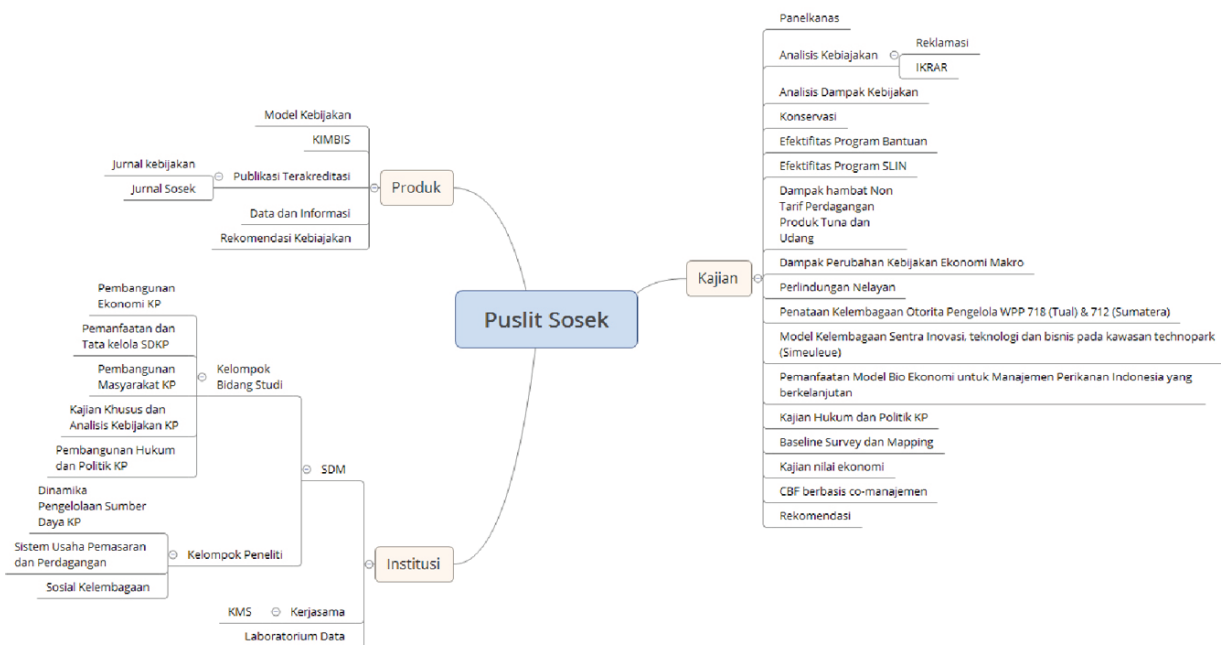 Puslit Sosek
Produk
Model Kebijakan
KIMBIS
Publikasi Terakreditasi
Jurnal kebijakan
Jurnal Sosek
Data dan Informasi
Rekomendasi Kebiajakan
Institusi
SDM
Kelompok
Bidang Studi
Pembangunan
Ekonomi KP
Pemanfaatan dan
Tata kelola SDKP
Pembangunan
Masyarakat KP
Kajian Khusus dan
Analisis Kebijakan KP
Pembangunan Hukum
dan Politik KP
Kelompok Peneliti
Dinamika
Pengelolaan Sumber
Daya KP
Sistem Usaha Pemasaran
dan Perdagangan
Sosial Kelembagaan
Kerjasama
KMS
Laboratorium Data
Kajian
Panelkanas
Analisis Kebiajakan
Reklamasi
IKRAR
Analisis Dampak Kebijakan
Konservasi
Efektifitas Program Bantuan
Efektifitas Program SLIN
Dampak hambat Non
Tarif Perdagangan
Produk Tuna dan
Udang
Dampak Perubahan Kebijakan Ekonomi Makro
Perlindungan Nelayan
Penataan Kelembagaan Otorita Pengelola WPP 718 (Tual) & 712 (Sumatera)
Model Kelembagaan Sentra Inovasi, teknologi dan bisnis pada kawasan technopark
(Simeuleue)
Pemanfaatan Model Bio Ekonomi untuk Manajemen Perikanan Indonesia yang
berkelanjutan
Kajian Hukum dan Politik KP
Baseline Survey dan Mapping
Kajian nilai ekonomi
CBF berbasis co-manajemen
Rekomendasi